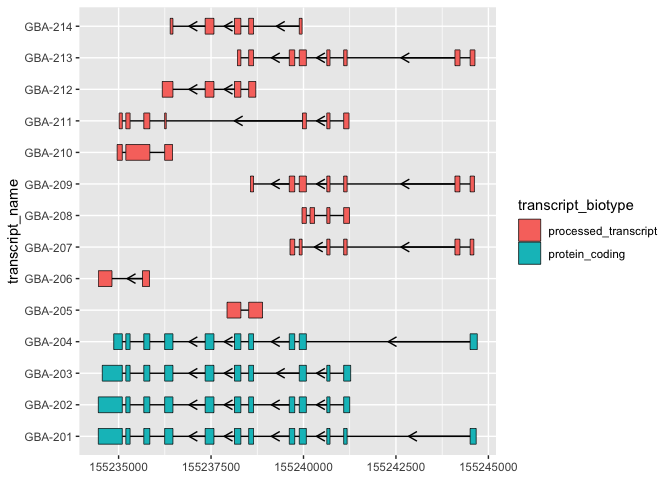 GBA-214
GBA-213
GBA-212
GBA-211
GBA-210
GBA-209
GBA-208
GBA-207
GBA-206
GBA-205
GBA-204
GBA-203
GBA-202
GBA-201
transcript_name
155235000 155237500 155240000 155242500 155245000
transcript_biotype
processed_transcript
protein_coding